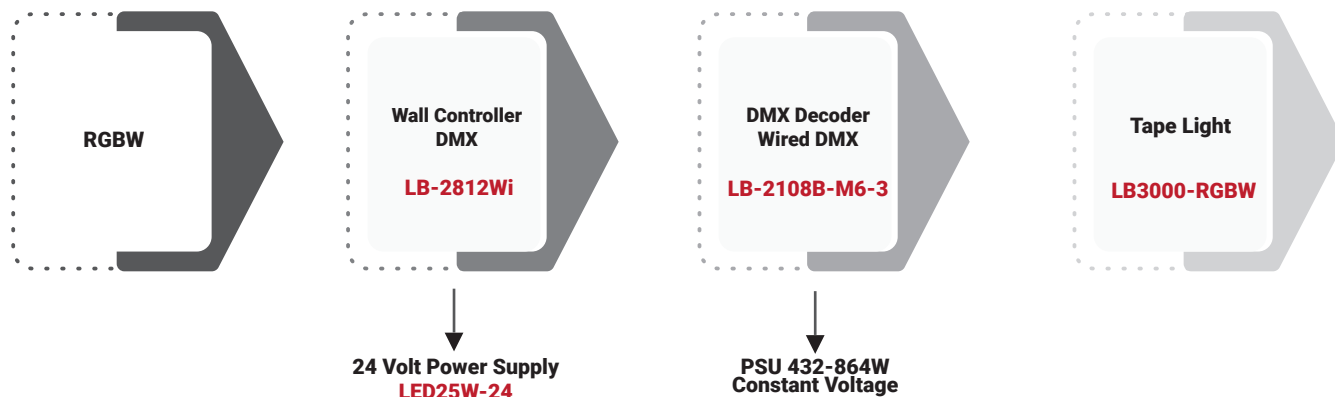 RGBW
Wall Controller
DMX
LB-2812Wi
DMX Decoder
Wired DMX
LB-2108B-M6-3
Tape Light
LB3000-RGBW
24 Volt Power Supply
LED25W-24
PSU 432-864W
Constant Voltage